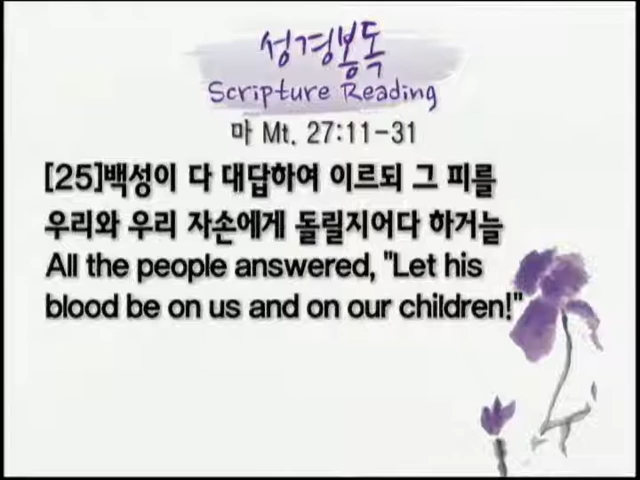 성경봉독
Scripture Reading
마 Mt. 27:11-31
[25]백성이 다 대답하여 이르되 그 피를
우리와 우리 자손에게 돌릴지어다 하거늘
All the people answered, "Let his
blood be on us and on our children!"